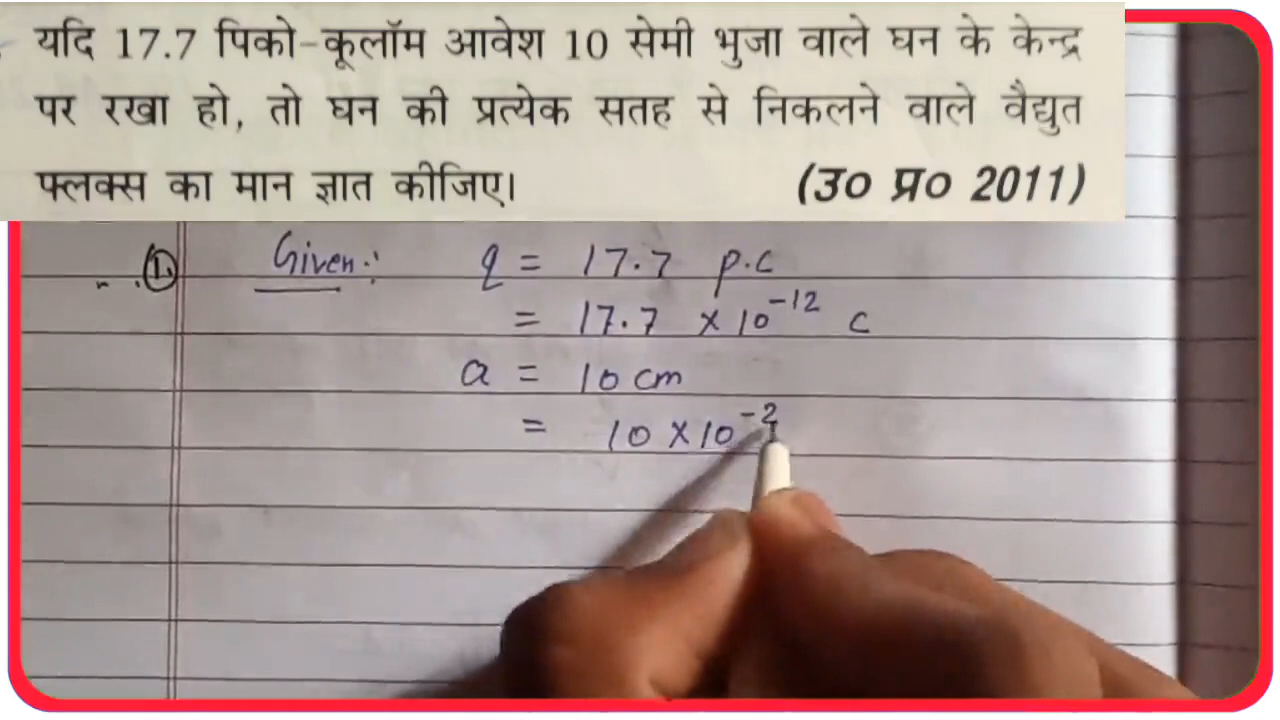 यदि 17.7 पिको-कूलॉम आवेश 10 सेमी भुजा वाले घन के केन्द्र
पर रखा हो, तो घन की प्रत्येक सतह से निकलने वाले वैद्युत
फ्लक्स का मान ज्ञात कीजिए। (उ० प्र० 2011)
1. Given:- q = 17.7 p.c
= 17.7 × 10⁻¹² c
a = 10 cm
= 10 × 10⁻²